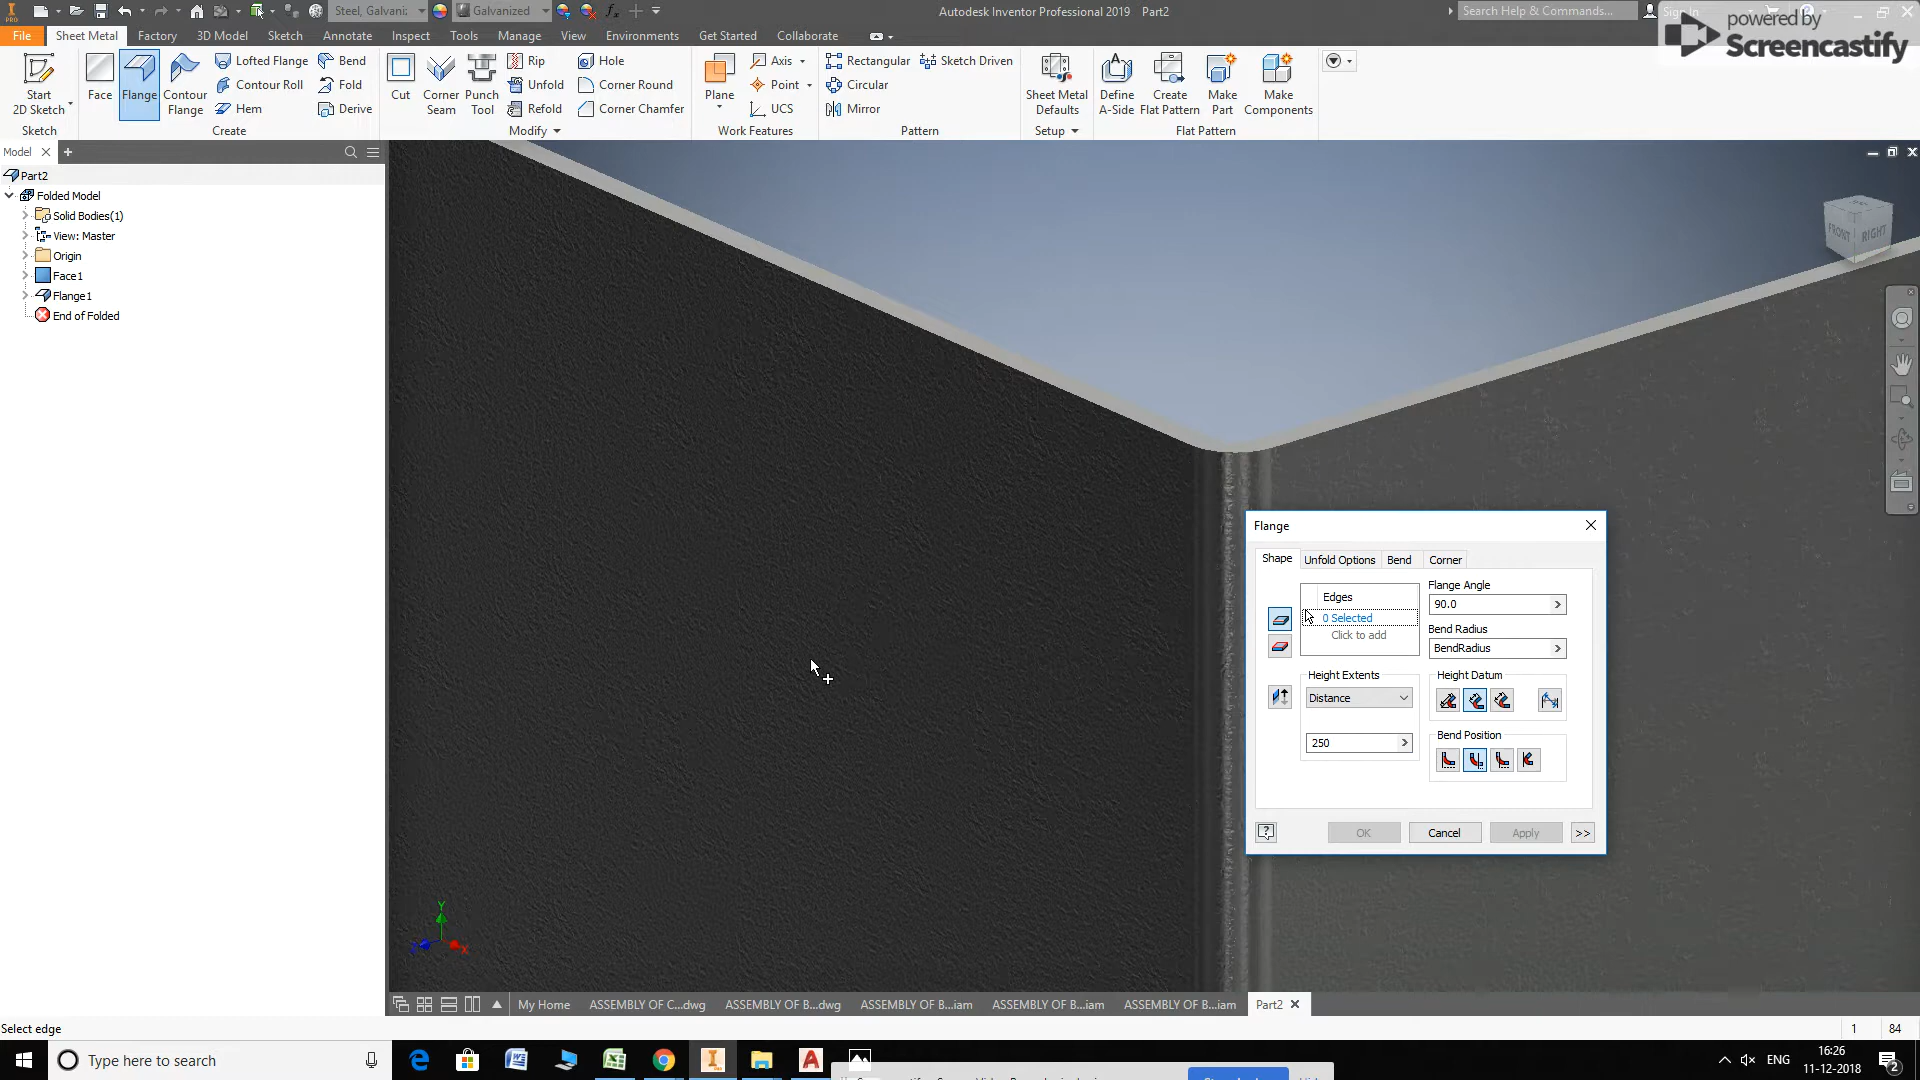 Steel, Galvani:
Galvanized
Autodesk Inventor Professional 2019 Part2
Search Help & Commands...
powered by
Screencastify
File Sheet Metal Factory 3D Model Sketch Annotate Inspect Tools Manage View Environments Get Started Collaborate
Start
2D Sketch
Face
Flange
Contour
Flange
Lofted Flange
Contour Roll
Hem
Bend
Fold
Derive
Cut
Corner
Seam
Punch
Tool
Rip
Unfold
Refold
Hole
Corner Round
Corner Chamfer
Plane
Axis
Point
UCS
Rectangular
Circular
Mirror
Sketch Driven
Sheet Metal
Defaults
Define
A-Side
Create
Flat Pattern
Make
Part
Make
Components
Sketch
Create
Modify
Work Features
Pattern
Setup
Flat Pattern
Model
Part2
Folded Model
Solid Bodies(1)
View: Master
Origin
Face1
Flange1
End of Folded
FRONT
RIGHT
Flange
Shape Unfold Options Bend Corner
Edges
0 Selected
Click to add
Flange Angle
90.0
Bend Radius
BendRadius
Height Extents
Distance
250
Height Datum
Bend Position
OK Cancel Apply >>
Y
Z
X
My Home ASSEMBLY OF C...dwg ASSEMBLY OF B...dwg ASSEMBLY OF B...iam ASSEMBLY OF B...iam ASSEMBLY OF B...iam Part2
Select edge
1 84
Type here to search
ENG
16:26
11-12-2018
2